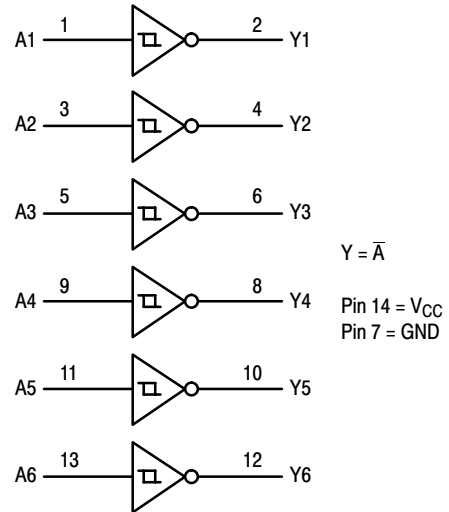 A1 1 2 Y1
A2 3 4 Y2
A3 5 6 Y3
Y = A̅
A4 9 8 Y4
Pin 14 = VCC
Pin 7 = GND
A5 11 10 Y5
A6 13 12 Y6